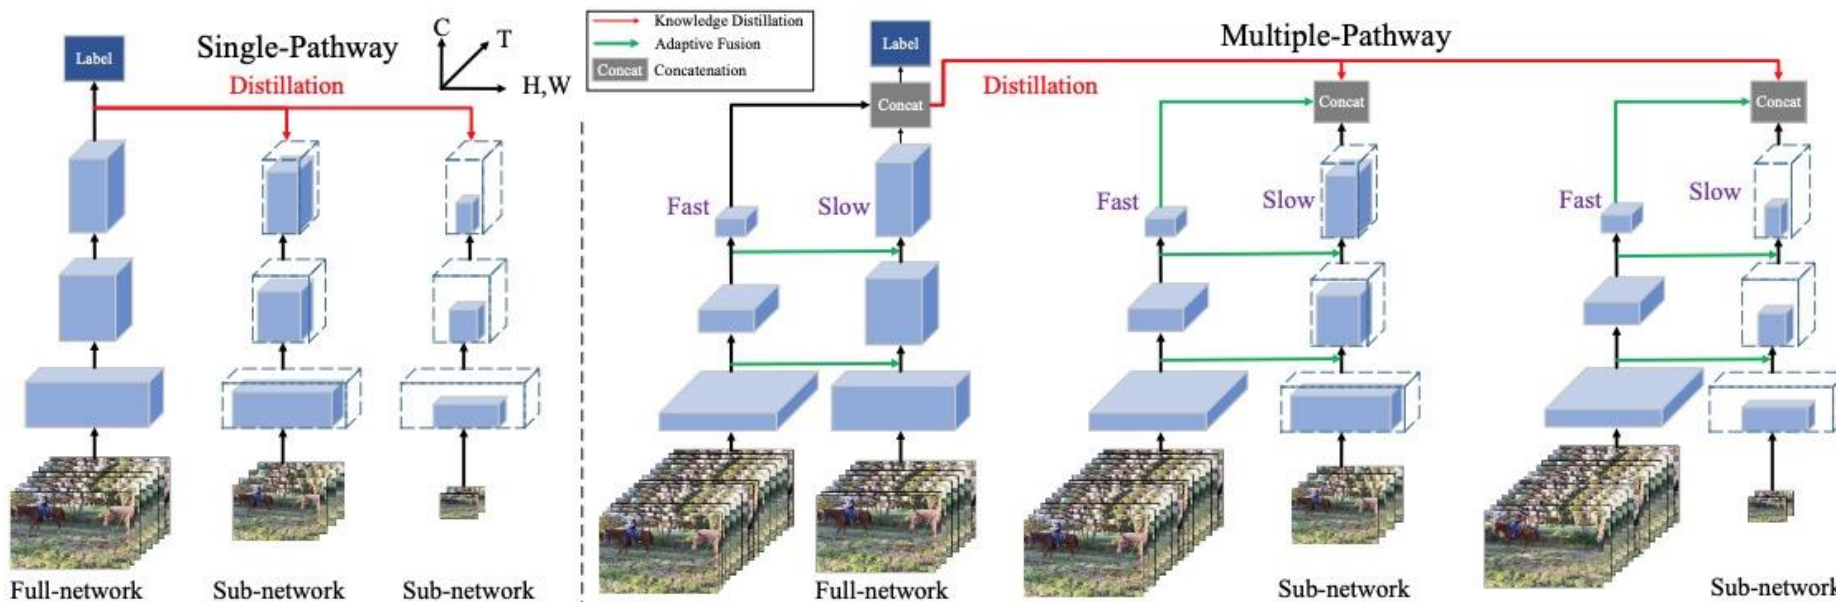 Label
Single-Pathway
C
T
H,W
Distillation
Full-network
Sub-network
Sub-network
Knowledge Distillation
Adaptive Fusion
Concat Concatenation
Label
Multiple-Pathway
Concat
Distillation
Concat
Concat
Fast
Slow
Fast
Slow
Fast
Slow
Full-network
Sub-network
Sub-network